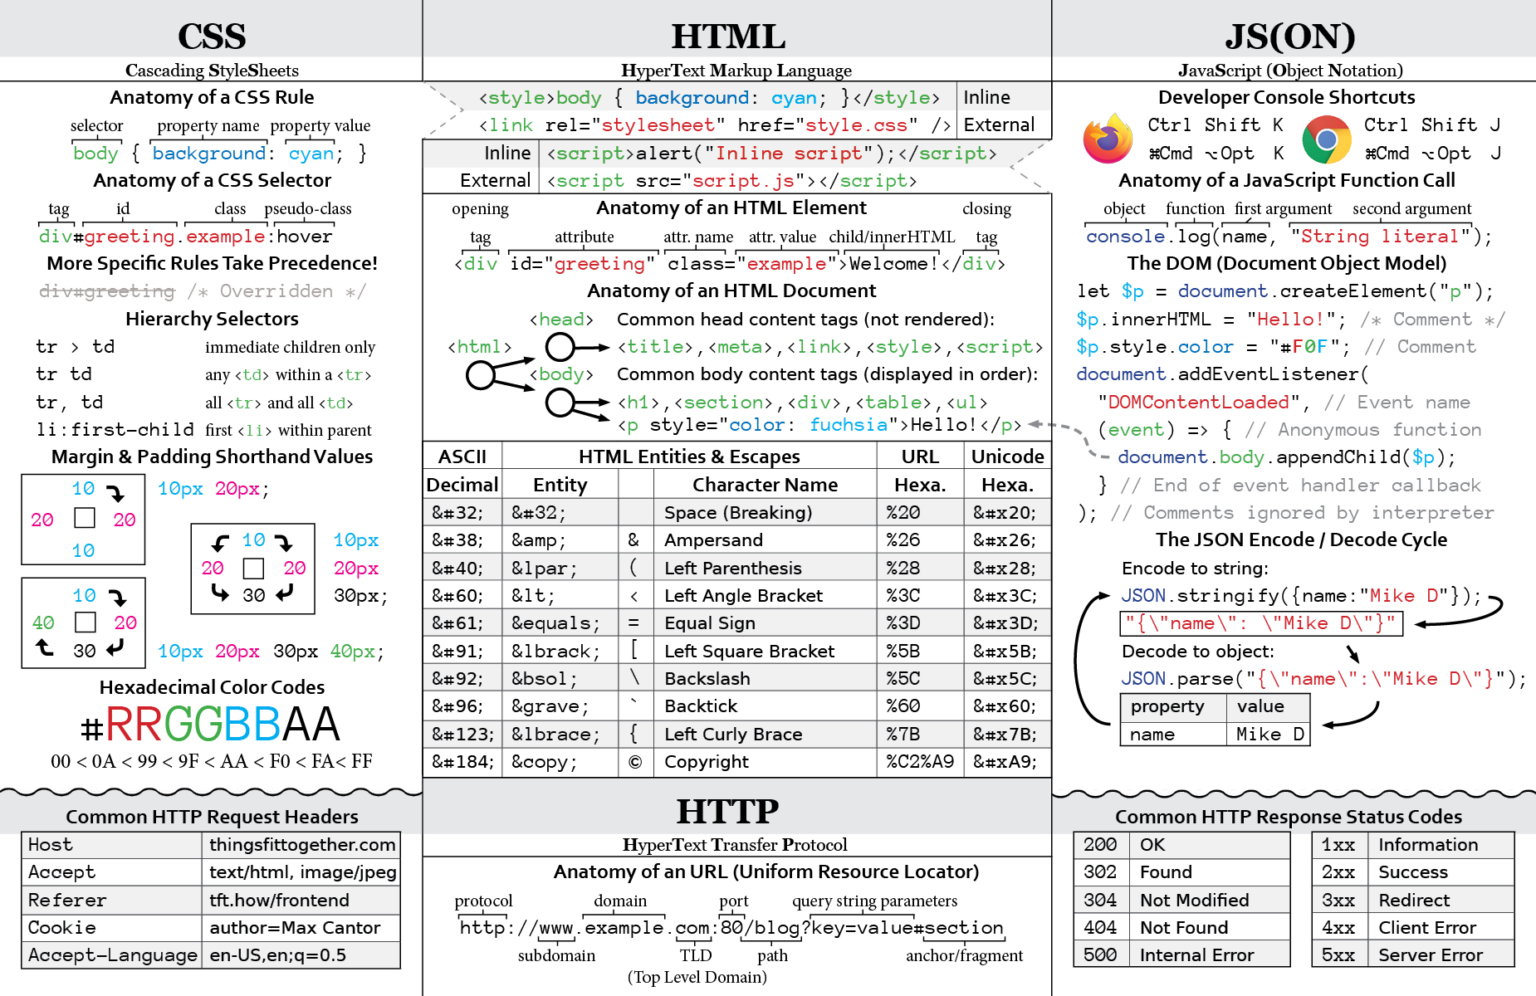 CSS
Cascading StyleSheets
Anatomy of a CSS Rule
selector property name property value
body { background: cyan; }
Anatomy of a CSS Selector
tag id class pseudo-class
div#greeting.example:hover
More Specific Rules Take Precedence!
div#greeting /* Overridden */
Hierarchy Selectors
tr > td immediate children only
tr td any <td> within a <tr>
tr, td all <tr> and all <td>
li:first-child first <li> within parent
Margin & Padding Shorthand Values
10
20 20
10
10px 20px;
10
20 20
30
10px
20px
30px;
10
40 20
30
10px 20px 30px 40px;
Hexadecimal Color Codes
#RRGGBBAA
00 < 0A < 99 < 9F < AA < F0 < FA< FF
Common HTTP Request Headers
Host thingsfittogether.com
Accept text/html, image/jpeg
Referer tft.how/frontend
Cookie author=Max Cantor
Accept-Language en-US,en;q=0.5
HTML
HyperText Markup Language
<style>body { background: cyan; }</style> Inline
<link rel="stylesheet" href="style.css" /> External
Inline <script>alert("Inline script");</script>
External <script src="script.js"></script>
Anatomy of an HTML Element
opening closing
tag attribute attr. name attr. value child/innerHTML tag
<div id="greeting" class="example">Welcome!</div>
Anatomy of an HTML Document
<head> Common head content tags (not rendered):
<html> <title>,<meta>,<link>,<style>,<script>
<body> Common body content tags (displayed in order):
<h1>,<section>,<div>,<table>,<ul>
<p style="color: fuchsia">Hello!</p>
ASCII HTML Entities & Escapes URL Unicode
Decimal Entity Character Name Hexa. Hexa.
&#32; &#32; Space (Breaking) %20 &#x20;
&#38; &amp; & Ampersand %26 &#x26;
&#40; &lpar; ( Left Parenthesis %28 &#x28;
&#60; &lt; < Left Angle Bracket %3C &#x3C;
&#61; &equals; = Equal Sign %3D &#x3D;
&#91; &lbrack; [ Left Square Bracket %5B &#x5B;
&#92; &bsol; \ Backslash %5C &#x5C;
&#96; &grave; ` Backtick %60 &#x60;
&#123; &lbrace; { Left Curly Brace %7B &#x7B;
&#184; &copy; © Copyright %C2%A9 &#xA9;
HTTP
HyperText Transfer Protocol
Anatomy of an URL (Uniform Resource Locator)
protocol domain port query string parameters
http://www.example.com:80/blog?key=value#section
subdomain TLD path anchor/fragment
(Top Level Domain)
JS(ON)
JavaScript (Object Notation)
Developer Console Shortcuts
Ctrl Shift K Ctrl Shift J
⌘Cmd ⌥Opt K ⌘Cmd ⌥Opt J
Anatomy of a JavaScript Function Call
object function first argument second argument
console.log(name, "String literal");
The DOM (Document Object Model)
let $p = document.createElement("p");
$p.innerHTML = "Hello!"; /* Comment */
$p.style.color = "#F0F"; // Comment
document.addEventListener(
"DOMContentLoaded", // Event name
(event) => { // Anonymous function
document.body.appendChild($p);
} // End of event handler callback
); // Comments ignored by interpreter
The JSON Encode / Decode Cycle
Encode to string:
JSON.stringify({name:"Mike D"});
"{\"name\": \"Mike D\"}"
Decode to object:
JSON.parse("{\"name\":\"Mike D\"}");
property value
name Mike D
Common HTTP Response Status Codes
200 OK 1xx Information
302 Found 2xx Success
304 Not Modified 3xx Redirect
404 Not Found 4xx Client Error
500 Internal Error 5xx Server Error